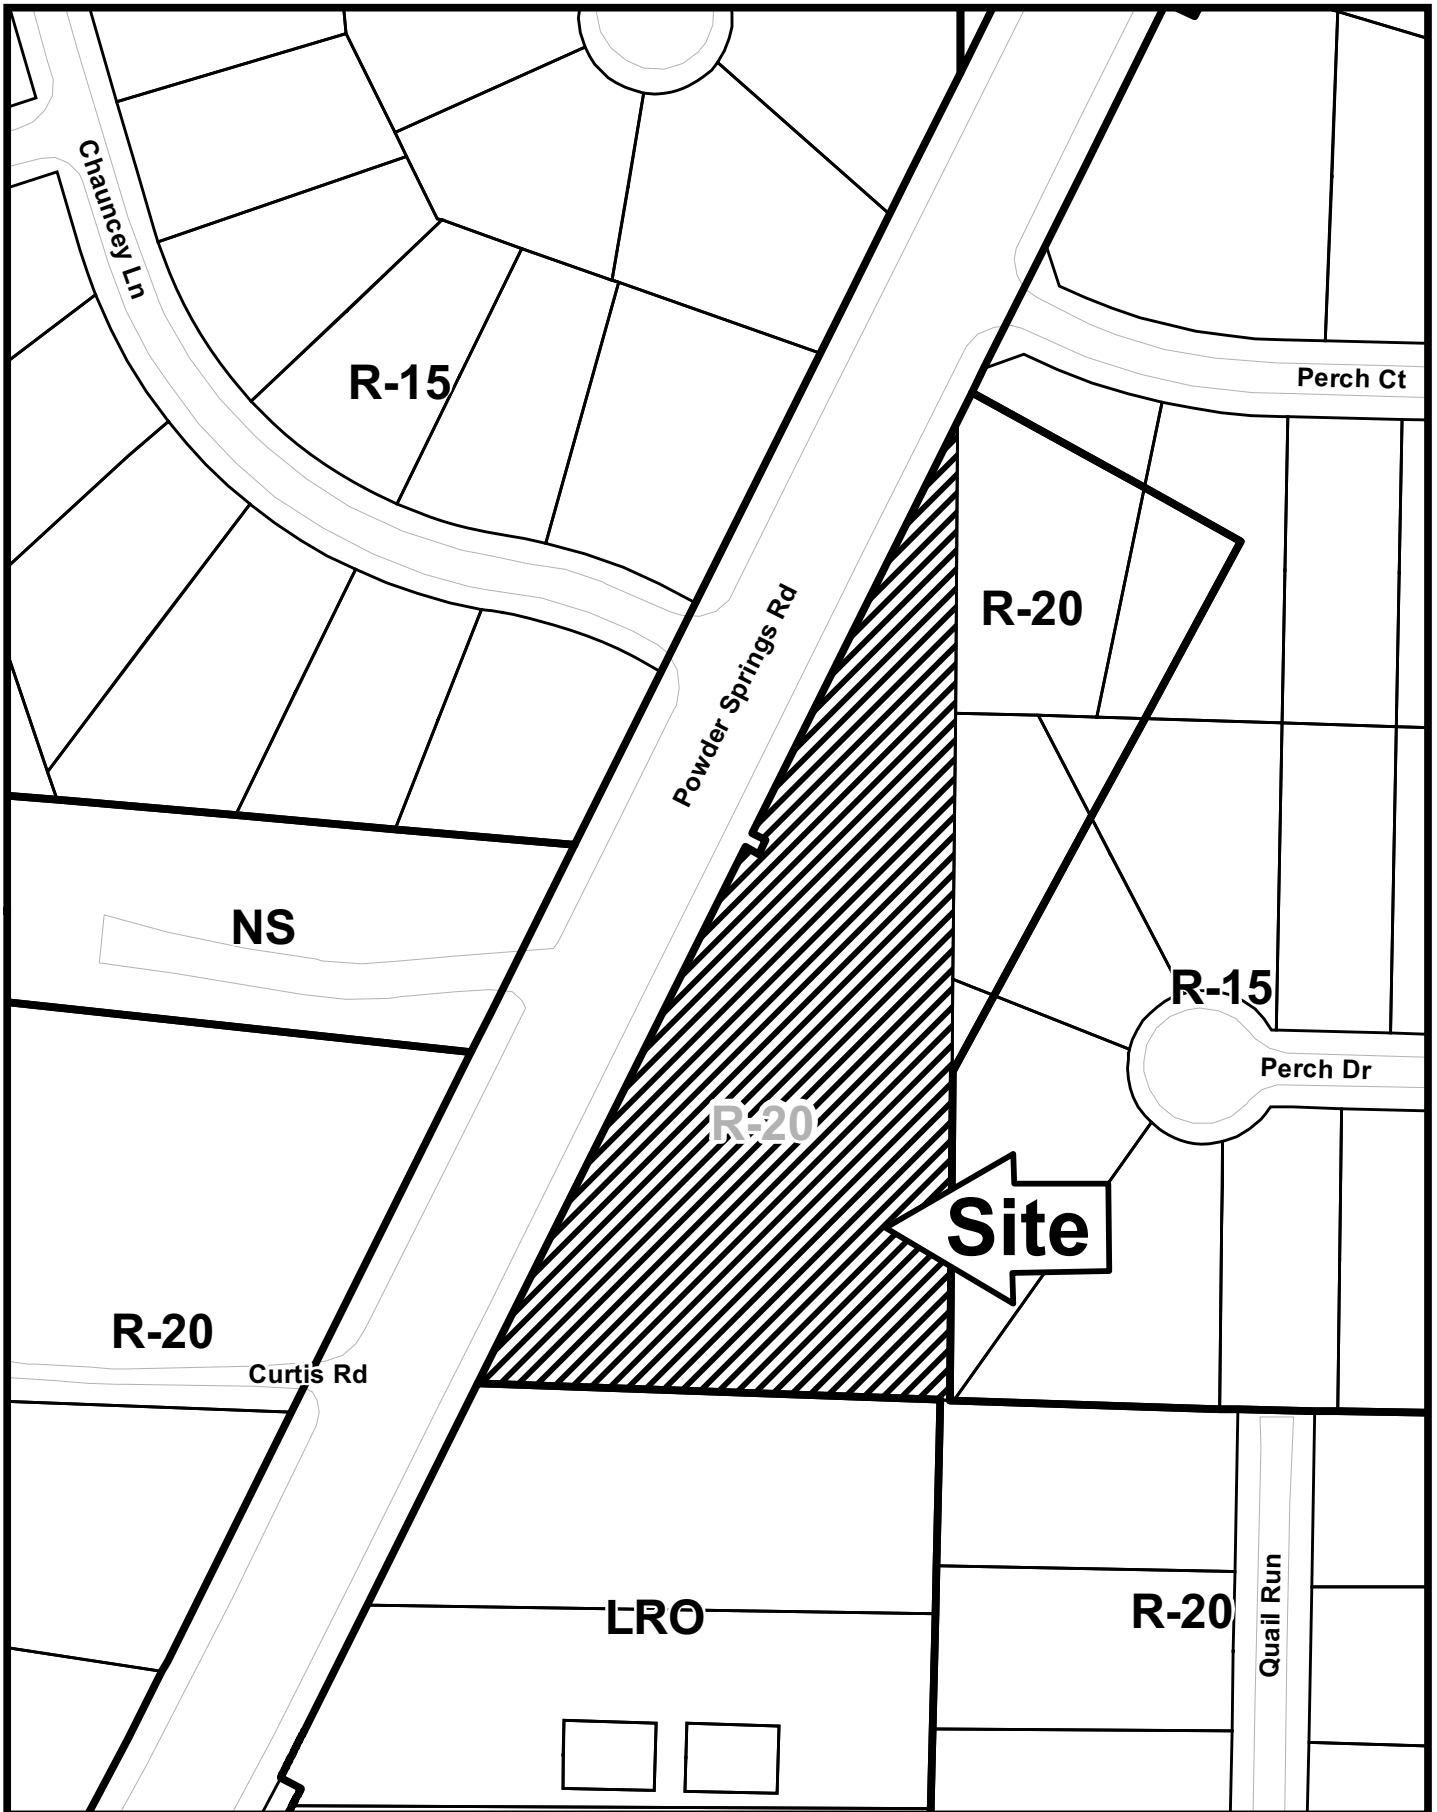 Chauncey Ln
R-15
Perch Ct
R-20
Powder Springs Rd
NS
R-15
Perch Dr
R-20
Site
R-20
Curtis Rd
LRO
R-20
Quail Run